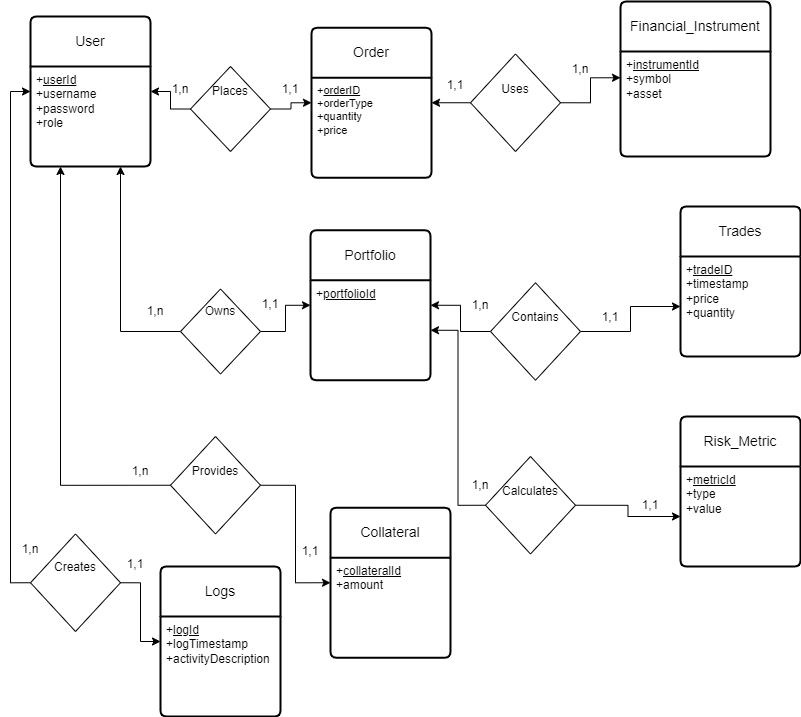 User
+userId
+username
+password
+role
1,n
Places
1,1
Order
+orderID
+orderType
+quantity
+price
1,1
Uses
1,n
Financial_Instrument
+instrumentId
+symbol
+asset
1,n
Owns
1,1
Portfolio
+portfolioId
1,n
Contains
1,1
Trades
+tradeID
+timestamp
+price
+quantity
1,n
Provides
1,1
Collateral
+collateralId
+amount
1,n
Calculates
1,1
Risk_Metric
+metricId
+type
+value
1,n
Creates
1,1
Logs
+logId
+logTimestamp
+activityDescription